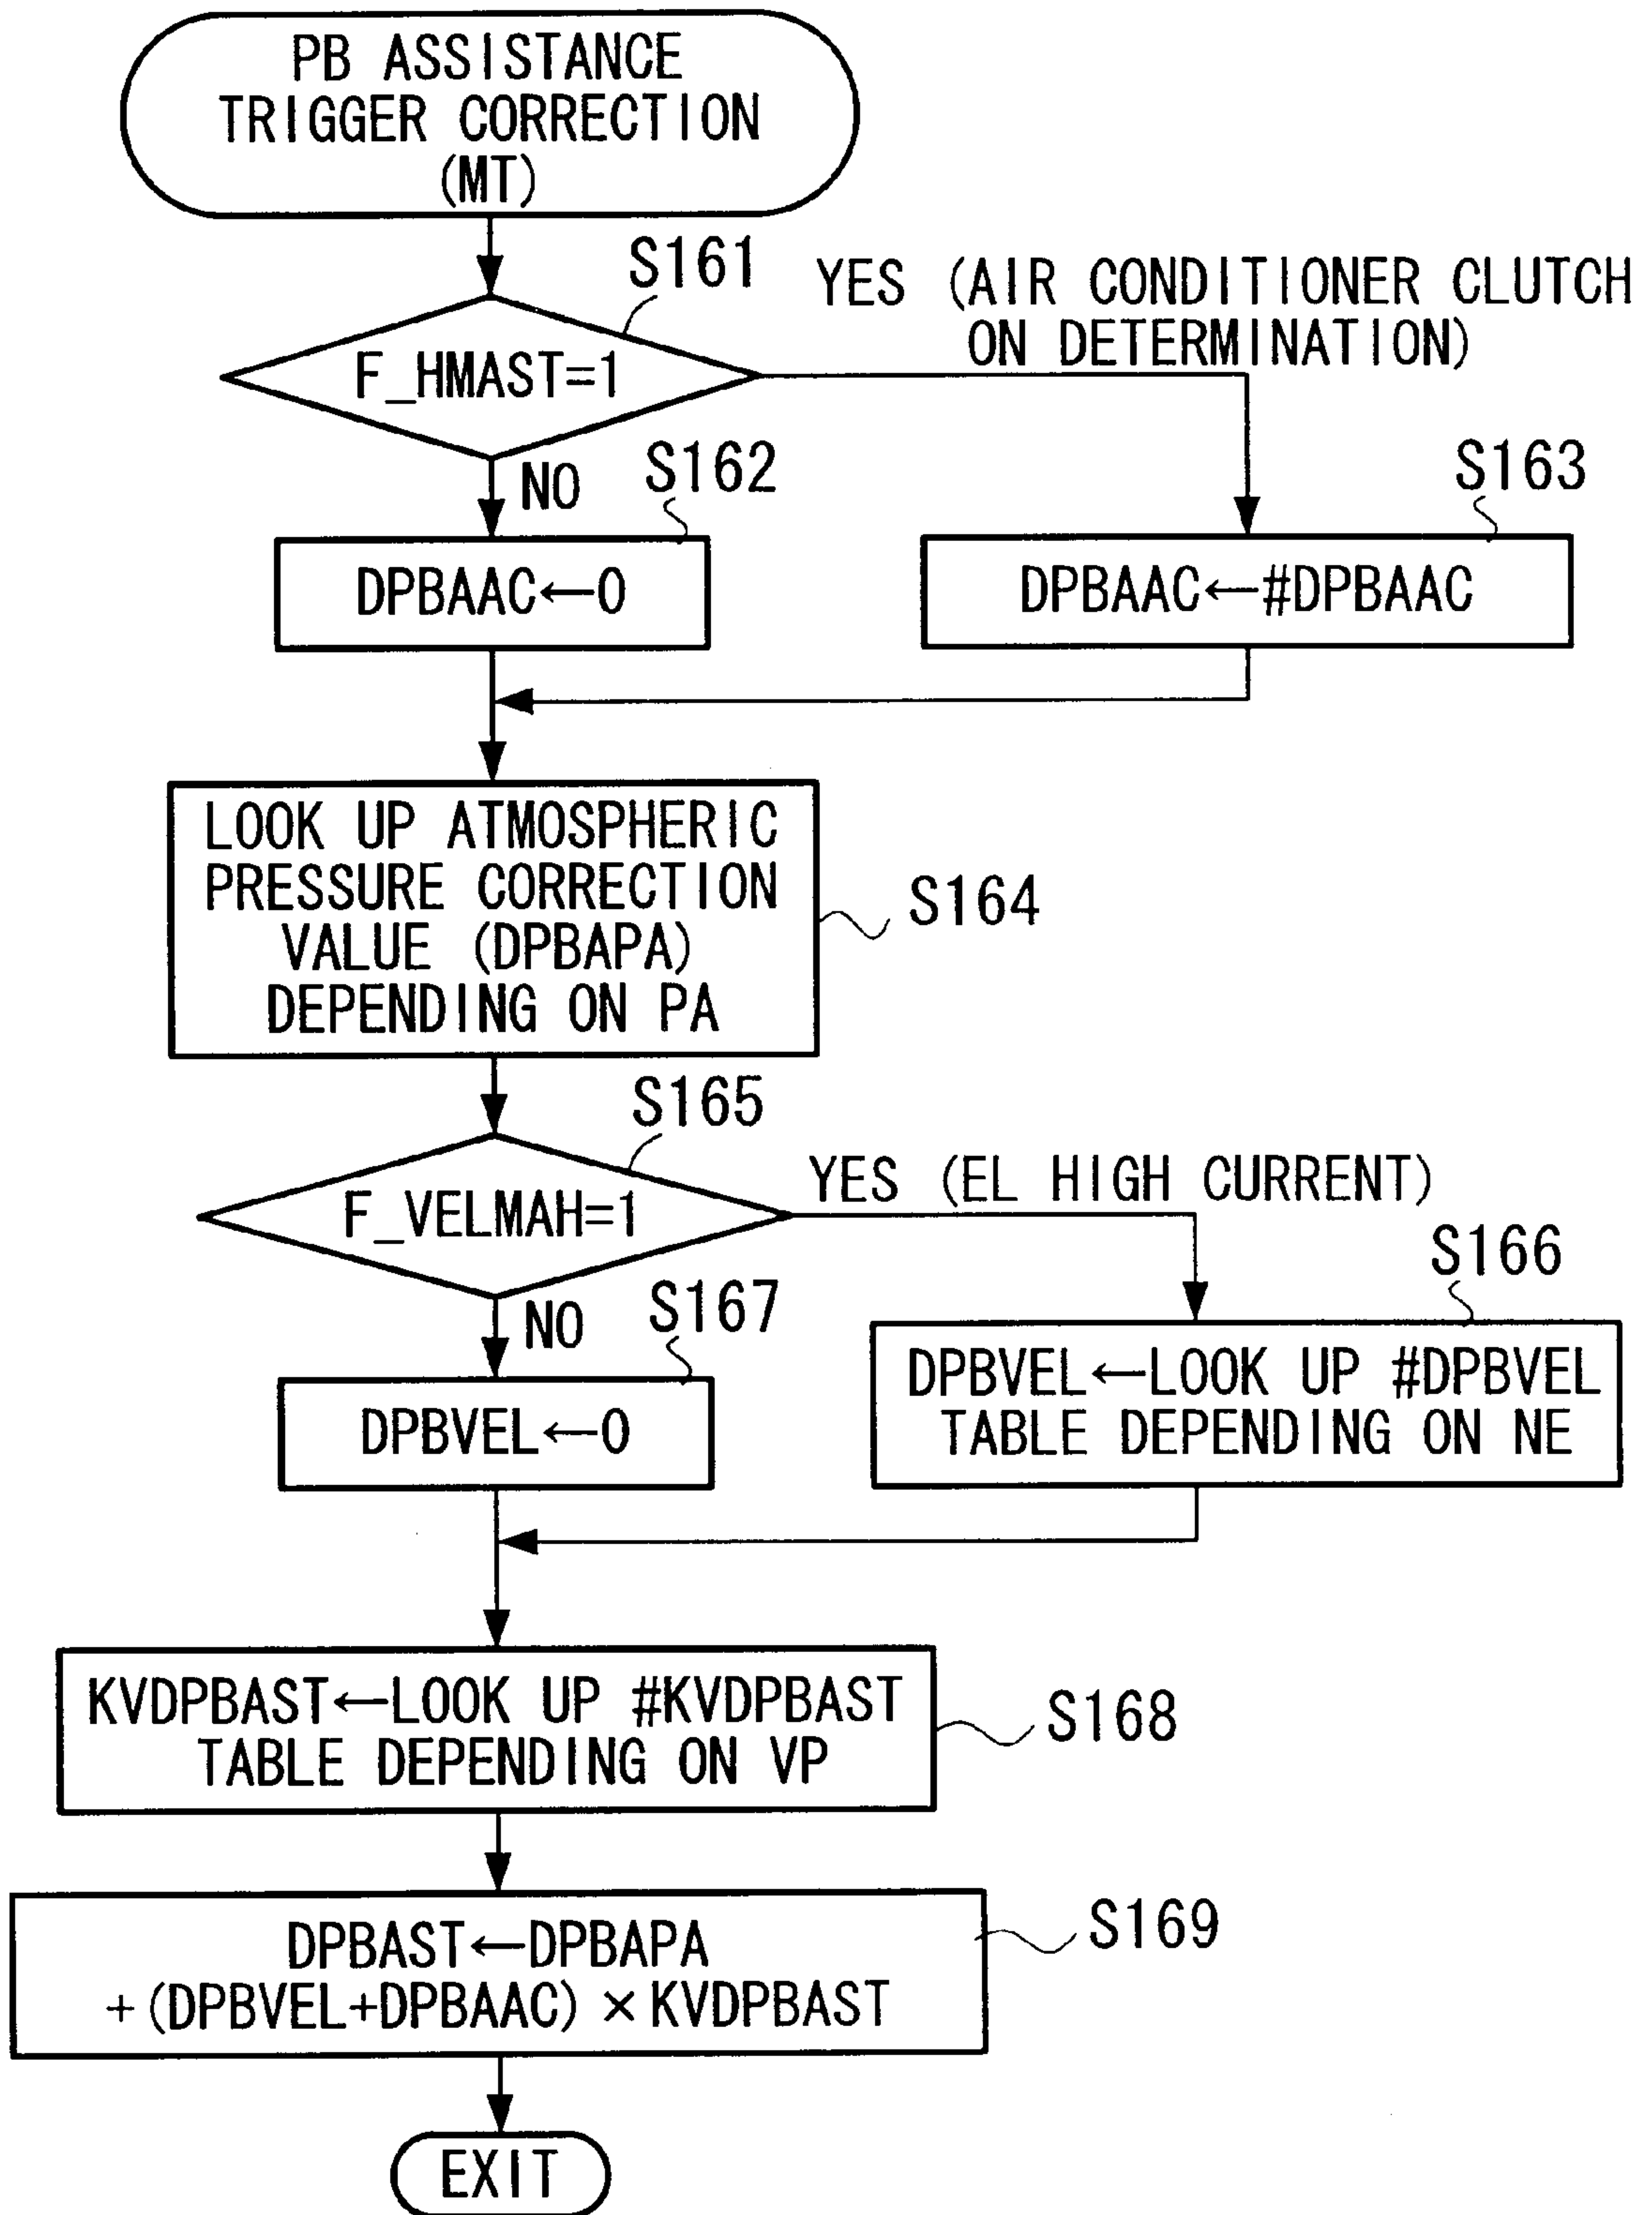 PB ASSISTANCE
TRIGGER CORRECTION
(MT)
S161
YES (AIR CONDITIONER CLUTCH
ON DETERMINATION)
F_HMAST=1
NO
S162
S163
DPBAAC←0
DPBAAC←#DPBAAC
LOOK UP ATMOSPHERIC
PRESSURE CORRECTION
VALUE (DPBAPA)
DEPENDING ON PA
S164
S165
YES (EL HIGH CURRENT)
F_VELMAH=1
S166
NO
S167
DPBVEL←LOOK UP #DPBVEL
TABLE DEPENDING ON NE
DPBVEL←0
KVDPBAST←LOOK UP #KVDPBAST
TABLE DEPENDING ON VP
S168
DPBAST←DPBAPA
+(DPBVEL+DPBAAC)×KVDPBAST
S169
EXIT